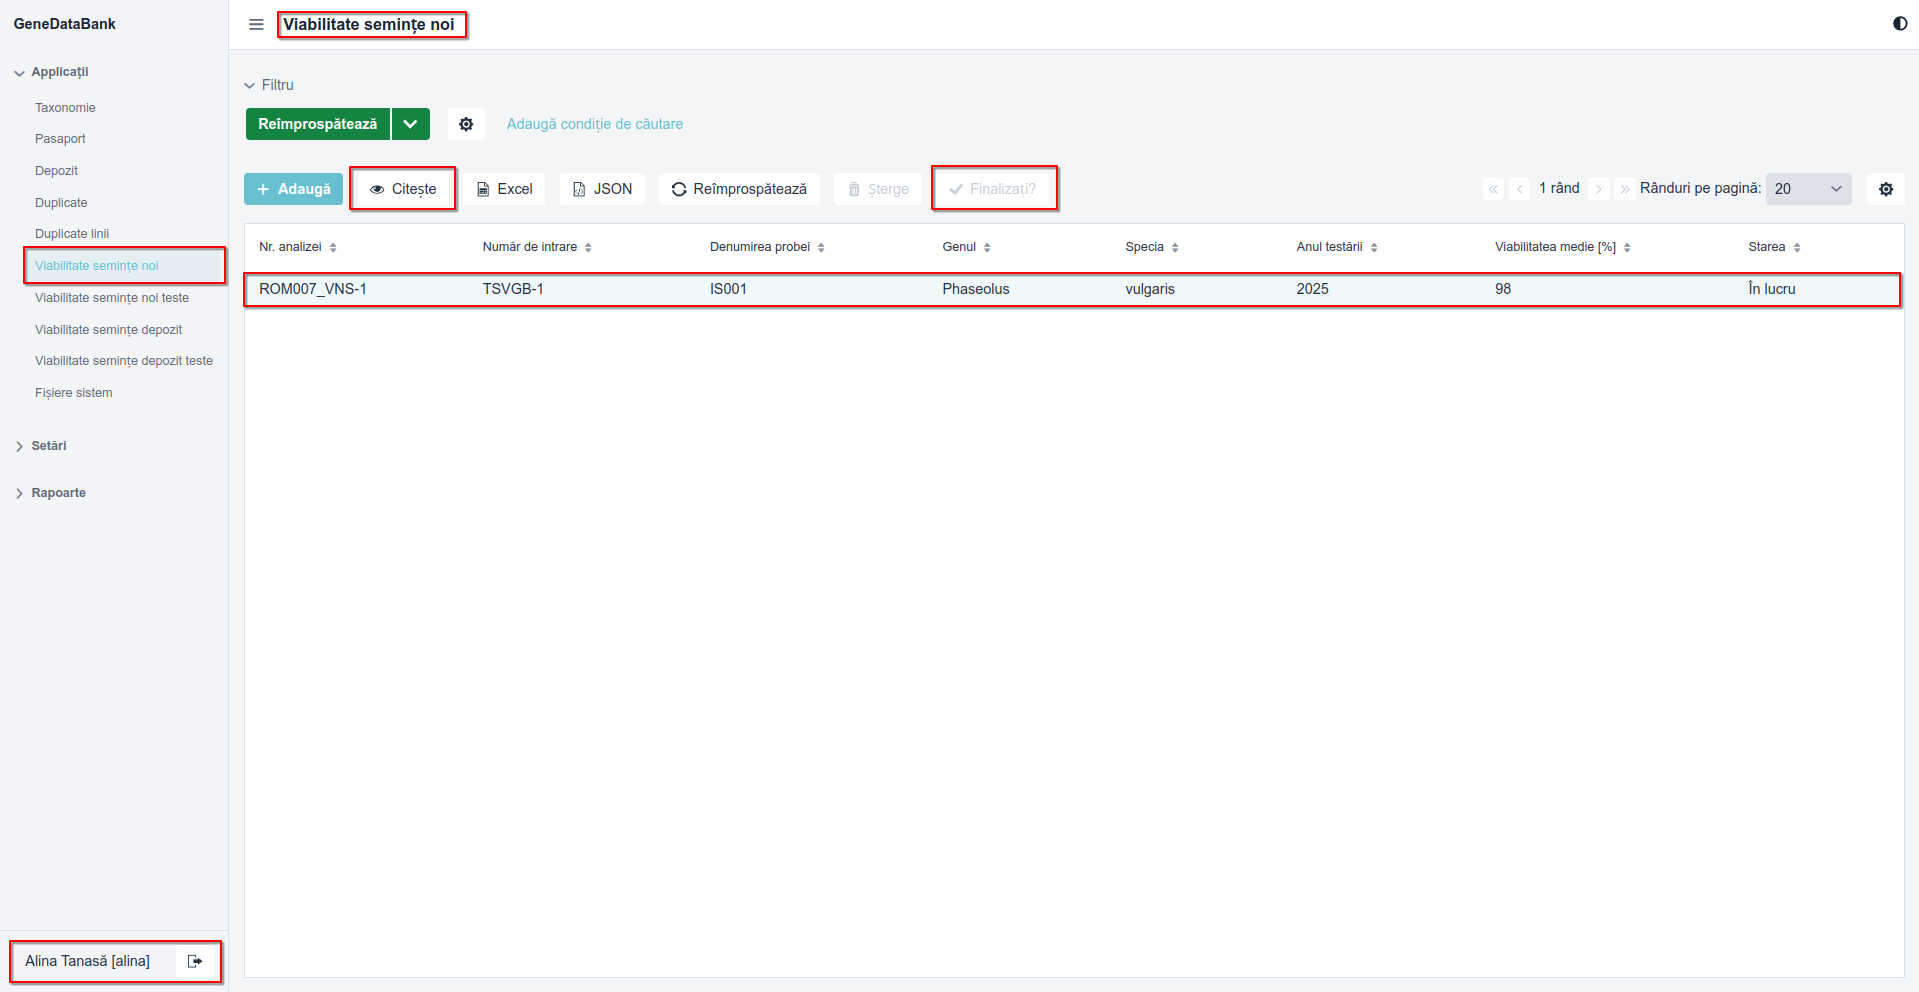 GeneDataBank
Viabilitate semințe noi
Applicații
Taxonomie
Pasaport
Depozit
Duplicate
Duplicate linii
Viabilitate semințe noi
Viabilitate semințe noi teste
Viabilitate semințe depozit
Viabilitate semințe depozit teste
Fișiere sistem
Setări
Rapoarte
Alina Tanasă [alina]
Filtru
Reîmprospătează
Adaugă condiție de căutare
Adaugă Citește Excel JSON Reîmprospătează Șterge Finalizați? 1 rând Rânduri pe pagină: 20
Nr. analizei Număr de intrare Denumirea probei Genul Specia Anul testării Viabilitatea medie [%] Starea
ROM007_VNS-1 TSVGB-1 IS001 Phaseolus vulgaris 2025 98 În lucru